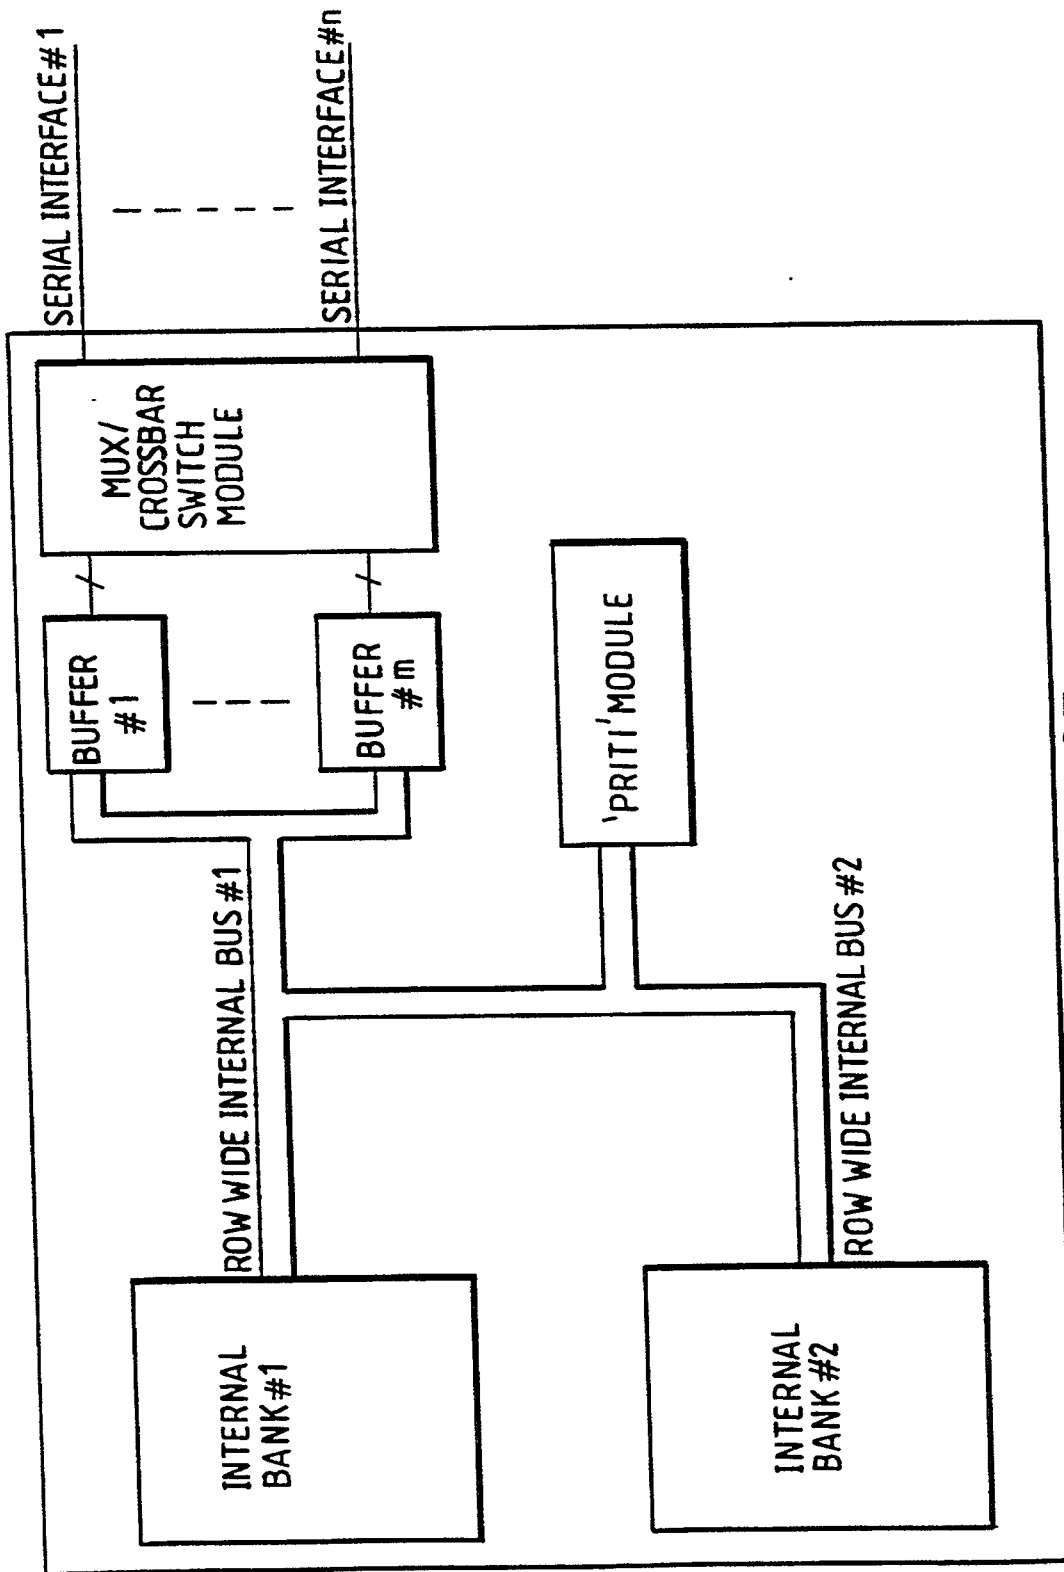 SERIAL INTERFACE#1
SERIAL INTERFACE#n
MUX/
CROSSBAR
SWITCH
MODULE
BUFFER
#1
BUFFER
#m
'PRITI'MODULE
ROW WIDE INTERNAL BUS#1
ROW WIDE INTERNAL BUS#2
INTERNAL
BANK#1
INTERNAL
BANK#2